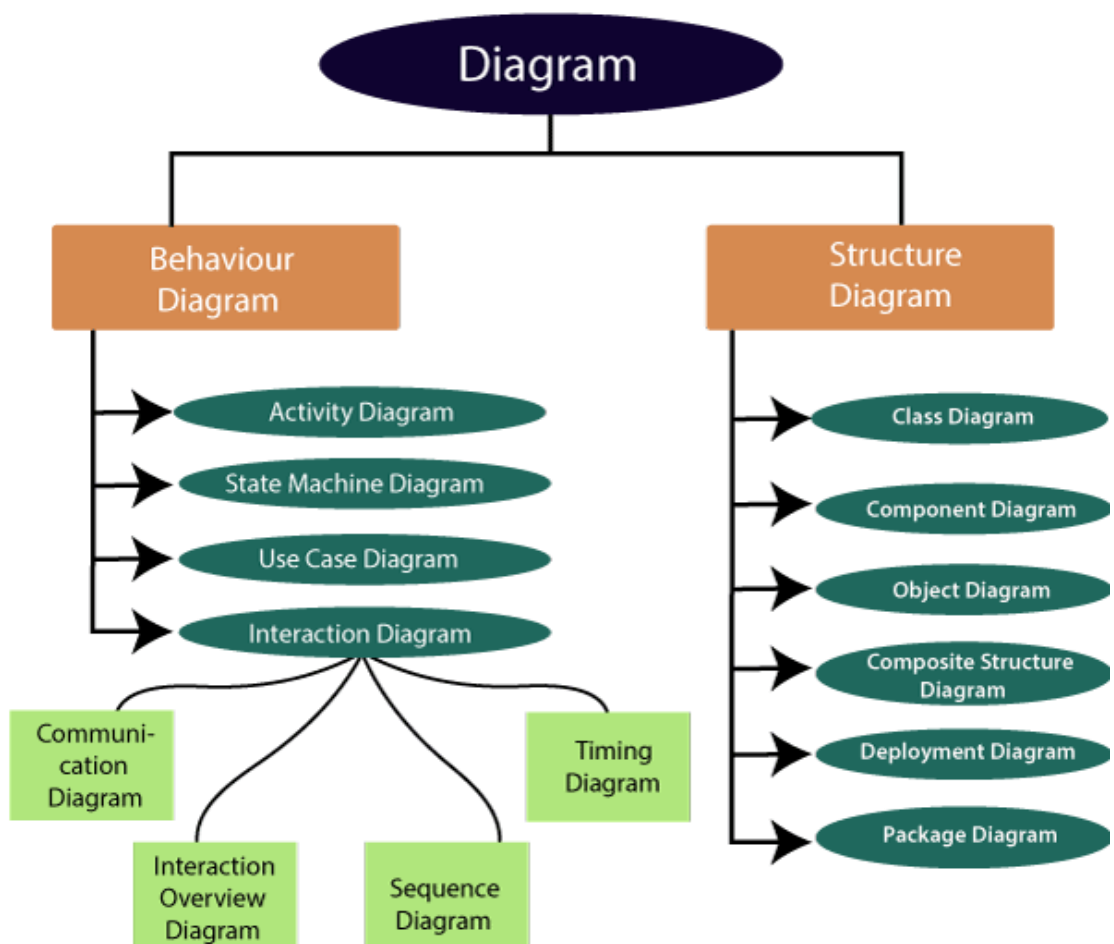 Diagram
Behaviour
Diagram
Structure
Diagram
Activity Diagram
State Machine Diagram
Use Case Diagram
Interaction Diagram
Communi-
cation
Diagram
Interaction
Overview
Diagram
Sequence
Diagram
Timing
Diagram
Class Diagram
Component Diagram
Object Diagram
Composite Structure
Diagram
Deployment Diagram
Package Diagram